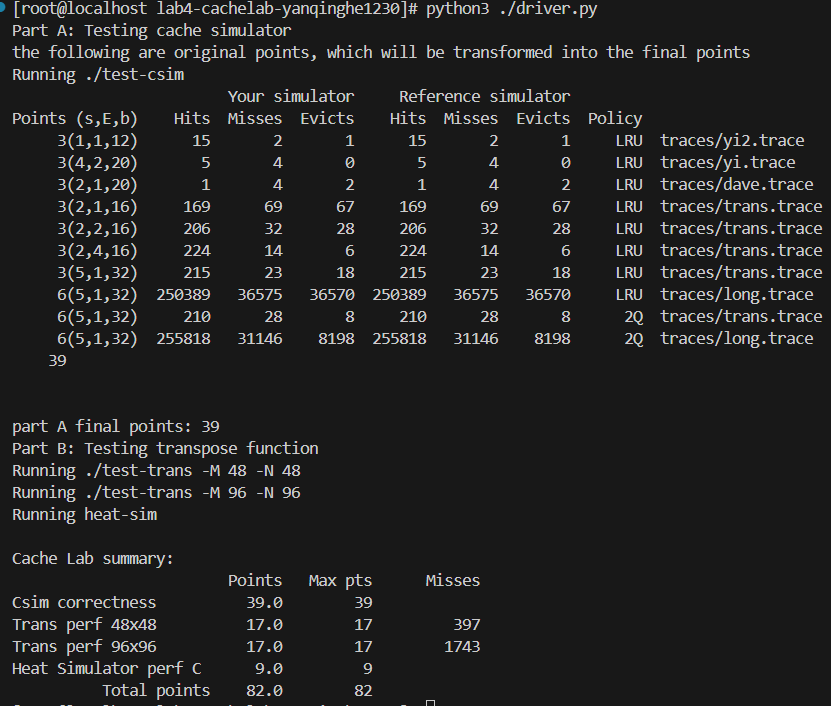 [root@localhost lab4-cachelab-yanqinghe1230]# python3 ./driver.py
Part A: Testing cache simulator
the following are original points, which will be transformed into the final points
Running ./test-csim
                        Your simulator     Reference simulator
Points (s,E,b)    Hits  Misses  Evicts    Hits  Misses  Evicts  Policy
     3(1,1,12)      15       2       1      15       2       1     LRU  traces/yi2.trace
     3(4,2,20)       5       4       0       5       4       0     LRU  traces/yi.trace
     3(2,1,20)       1       4       2       1       4       2     LRU  traces/dave.trace
     3(2,1,16)     169      69      67     169      69      67     LRU  traces/trans.trace
     3(2,2,16)     206      32      28     206      32      28     LRU  traces/trans.trace
     3(2,4,16)     224      14       6     224      14       6     LRU  traces/trans.trace
     3(5,1,32)     215      23      18     215      23      18     LRU  traces/trans.trace
     6(5,1,32)  250389   36575   36570  250389   36575   36570     LRU  traces/long.trace
     6(5,1,32)     210      28       8     210      28       8      2Q  traces/trans.trace
     6(5,1,32)  255818   31146    8198  255818   31146    8198      2Q  traces/long.trace
    39
part A final points: 39
Part B: Testing transpose function
Running ./test-trans -M 48 -N 48
Running ./test-trans -M 96 -N 96
Running heat-sim
Cache Lab summary:
                        Points   Max pts      Misses
Csim correctness          39.0        39
Trans perf 48x48          17.0        17         397
Trans perf 96x96          17.0        17        1743
Heat Simulator perf C      9.0         9
          Total points    82.0        82